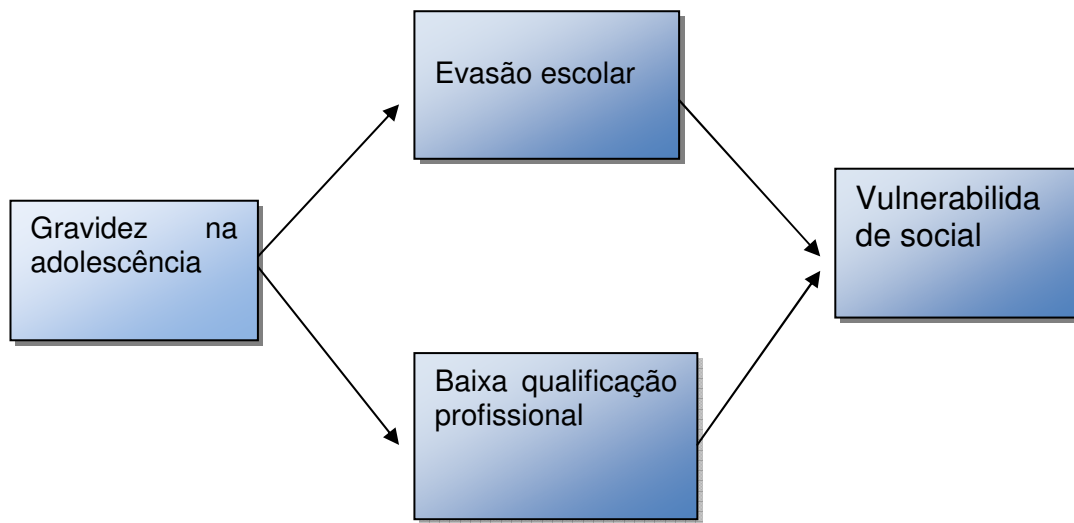 Evasão escolar
Gravidez na
adolescência
Vulnerabilida
de social
Baixa qualificação
profissional